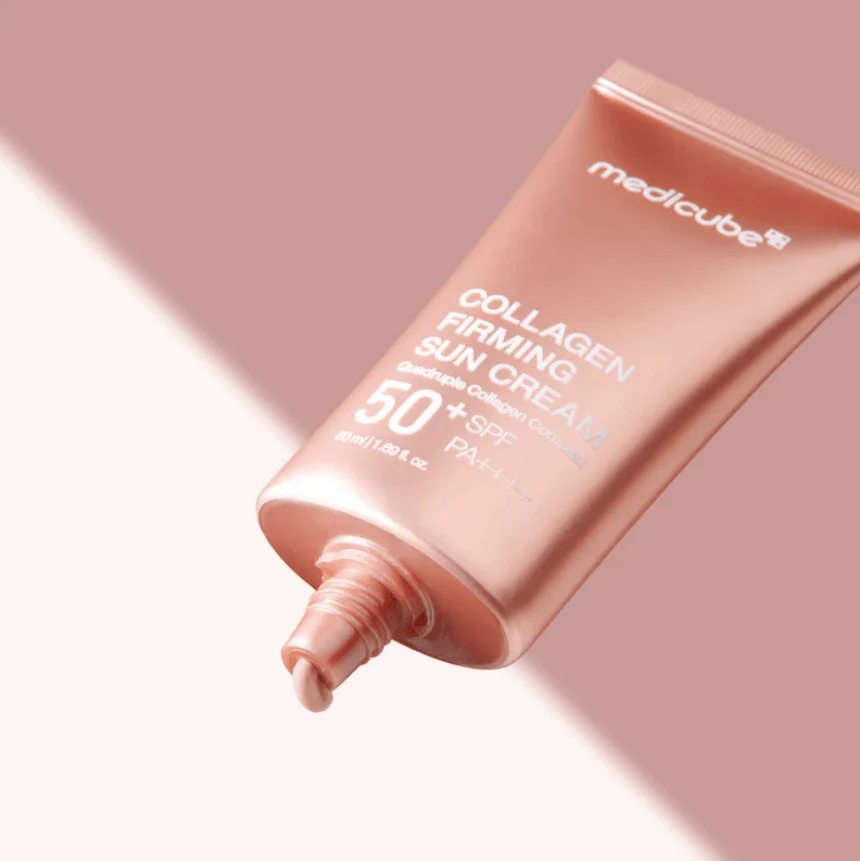 medicube
COLLAGEN
FIRMING
SUN CREAM
Quadruple Collagen Complex
50+ SPF
PA++++
50 ml | 1.69 fl. oz.